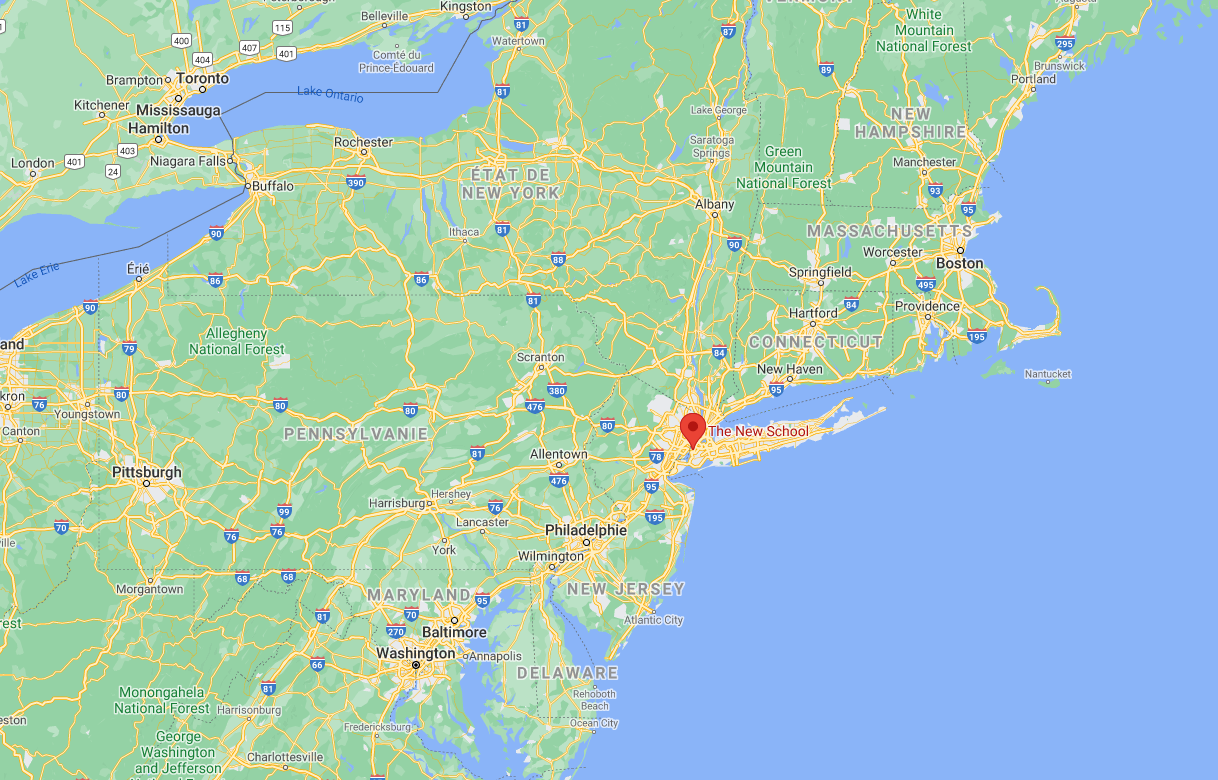 Belleville
Kingston
VERMONT
Augusta
81
115
White
Mountain
National Forest
400
407
401
404
Watertown
87
295
Comté du
Prince-Édouard
89
Brunswick
Brampton
Toronto
Portland
Lake Ontario
81
Kitchener
Mississauga
Lake George
NEW
HAMPSHIRE
Hamilton
Rochester
Saratoga
Springs
Green
Mountain
National Forest
403
London
401
24
Niagara Falls
Manchester
ÉTAT DE
NEW YORK
390
Buffalo
93
Albany
95
90
Ithaca
81
90
MASSACHUSETTS
Worcester
Boston
88
Lake Erie
Érié
86
86
Springfield
495
90
81
84
Providence
Hartford
Allegheny
National Forest
195
and
79
84
CONNECTICUT
Scranton
New Haven
Nantucket
kron
76
80
80
80
380
476
95
Youngstown
80
Canton
PENNSYLVANIE
The New School
81
Allentown
78
Pittsburgh
476
95
Harrisburg
Hershey
99
76
195
70
76
76
Lancaster
Philadelphie
ville
York
Wilmington
68
68
Morgantown
NEW JERSEY
MARYLAND
95
81
70
Atlantic City
rest
270
Baltimore
Washington
Annapolis
66
DELAWARE
81
Monongahela
National Forest
Rehoboth
Beach
Harrisonburg
eston
Fredericksburg
Ocean City
George
Washington
and Jefferson
Charlottesville